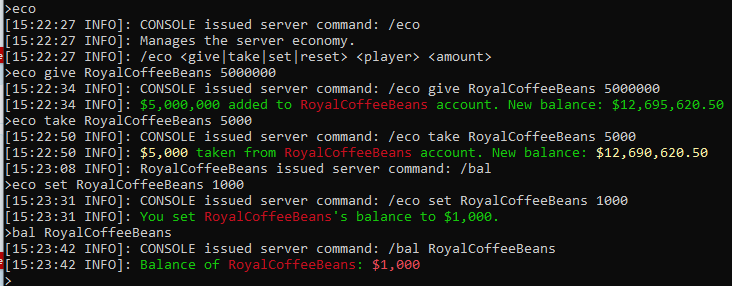 >eco
[15:22:27 INFO]: CONSOLE issued server command: /eco
[15:22:27 INFO]: Manages the server economy.
[15:22:27 INFO]: /eco <give|take|set|reset> <player> <amount>
>eco give RoyalCoffeeBeans 5000000
[15:22:34 INFO]: CONSOLE issued server command: /eco give RoyalCoffeeBeans 5000000
[15:22:34 INFO]: $5,000,000 added to RoyalCoffeeBeans account. New balance: $12,695,620.50
>eco take RoyalCoffeeBeans 5000
[15:22:50 INFO]: CONSOLE issued server command: /eco take RoyalCoffeeBeans 5000
[15:22:50 INFO]: $5,000 taken from RoyalCoffeeBeans account. New balance: $12,690,620.50
[15:23:08 INFO]: RoyalCoffeeBeans issued server command: /bal
>eco set RoyalCoffeeBeans 1000
[15:23:31 INFO]: CONSOLE issued server command: /eco set RoyalCoffeeBeans 1000
[15:23:31 INFO]: You set RoyalCoffeeBeans's balance to $1,000.
>bal RoyalCoffeeBeans
[15:23:42 INFO]: CONSOLE issued server command: /bal RoyalCoffeeBeans
[15:23:42 INFO]: Balance of RoyalCoffeeBeans: $1,000
>